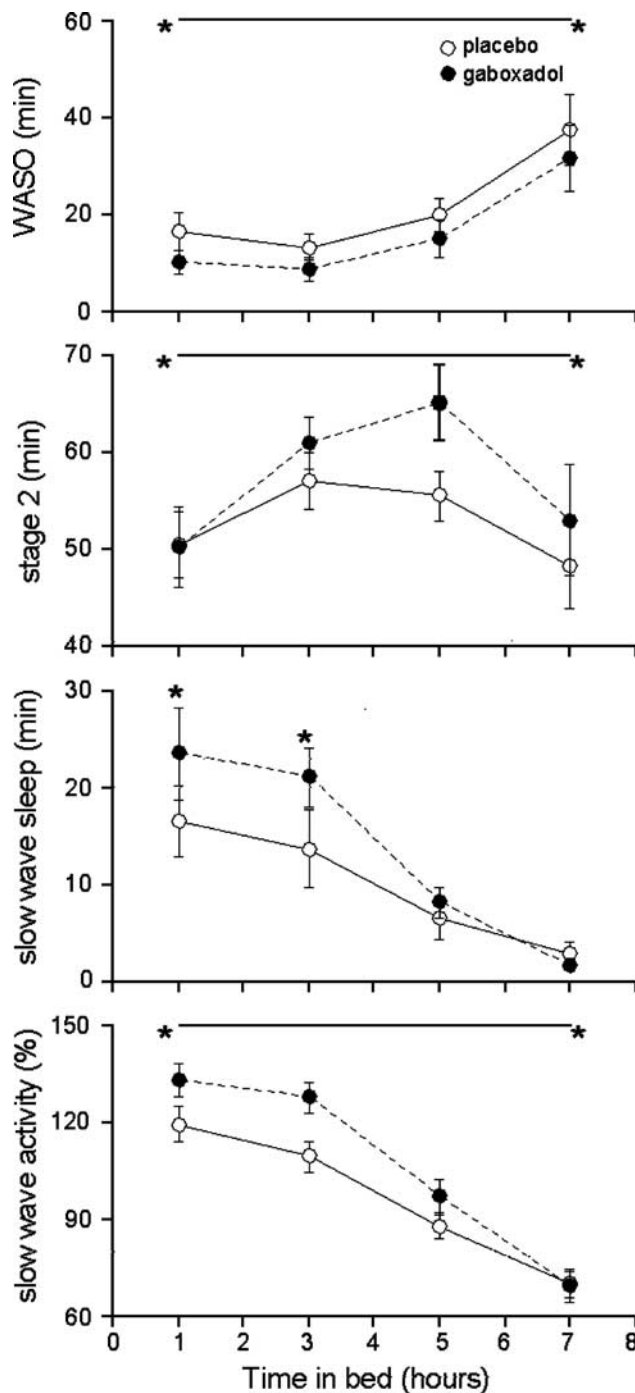 WASO (min)
60
40
20
0
* *
placebo
gaboxadol
stage 2 (min)
70
60
50
40
* *
slow wave sleep (min)
30
20
10
0
*
*
slow wave activity (%)
150
120
90
60
* *
0 1 2 3 4 5 6 7 8
Time in bed (hours)